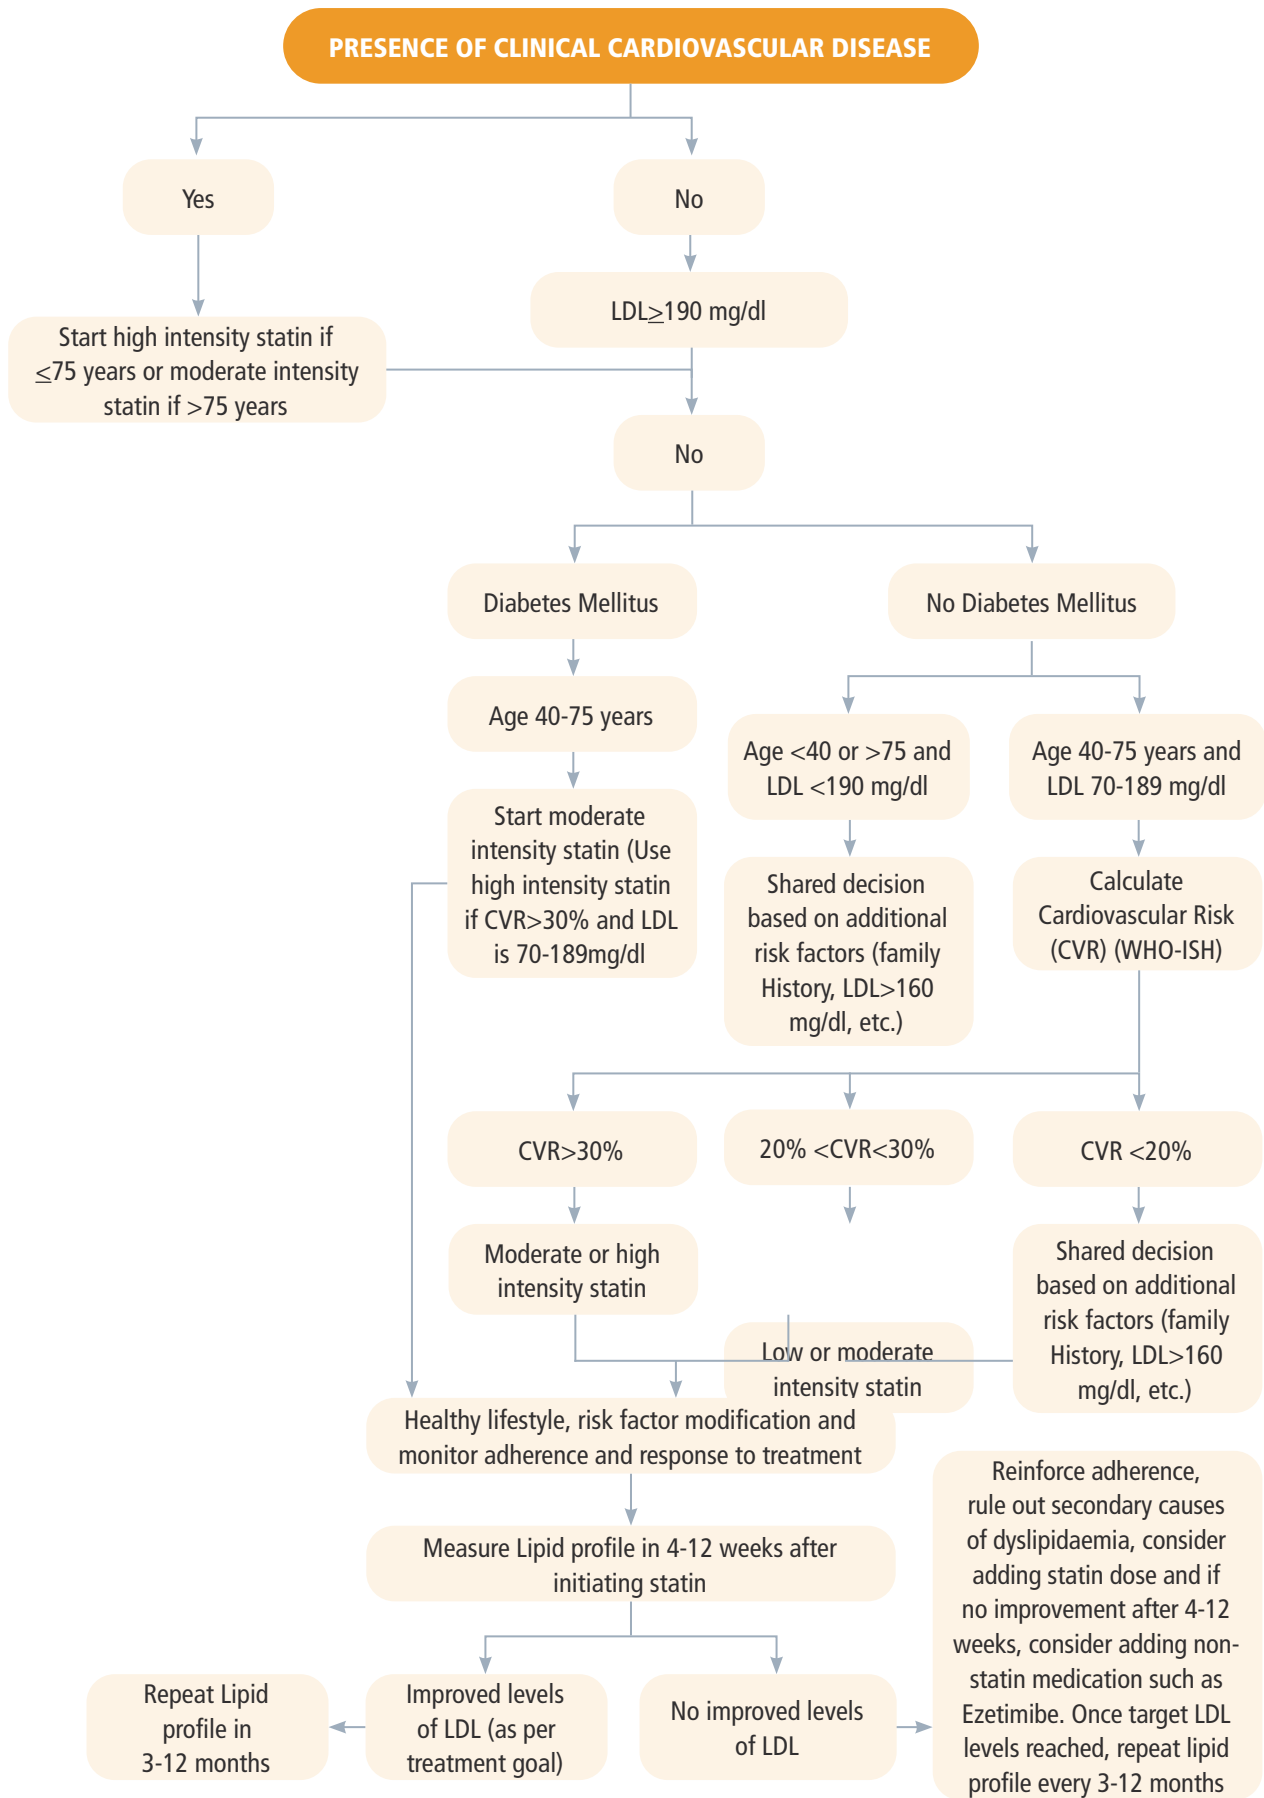 PRESENCE OF CLINICAL CARDIOVASCULAR DISEASE
Yes
No
LDL≥190 mg/dl
Start high intensity statin if
≤75 years or moderate intensity
statin if >75 years
No
Diabetes Mellitus
No Diabetes Mellitus
Age 40-75 years
Age <40 or >75 and
LDL <190 mg/dl
Age 40-75 years and
LDL 70-189 mg/dl
Start moderate
intensity statin (Use
high intensity statin
if CVR>30% and LDL
is 70-189mg/dl
Shared decision
based on additional
risk factors (family
History, LDL>160
mg/dl, etc.)
Calculate
Cardiovascular Risk
(CVR) (WHO-ISH)
CVR>30%
20% <CVR<30%
CVR <20%
Moderate or high
intensity statin
Low or moderate
intensity statin
Shared decision
based on additional
risk factors (family
History, LDL>160
mg/dl, etc.)
Healthy lifestyle, risk factor modification and
monitor adherence and response to treatment
Measure Lipid profile in 4-12 weeks after
initiating statin
Repeat Lipid
profile in
3-12 months
Improved levels
of LDL (as per
treatment goal)
No improved levels
of LDL
Reinforce adherence,
rule out secondary causes
of dyslipidaemia, consider
adding statin dose and if
no improvement after 4-12
weeks, consider adding non-
statin medication such as
Ezetimibe. Once target LDL
levels reached, repeat lipid
profile every 3-12 months